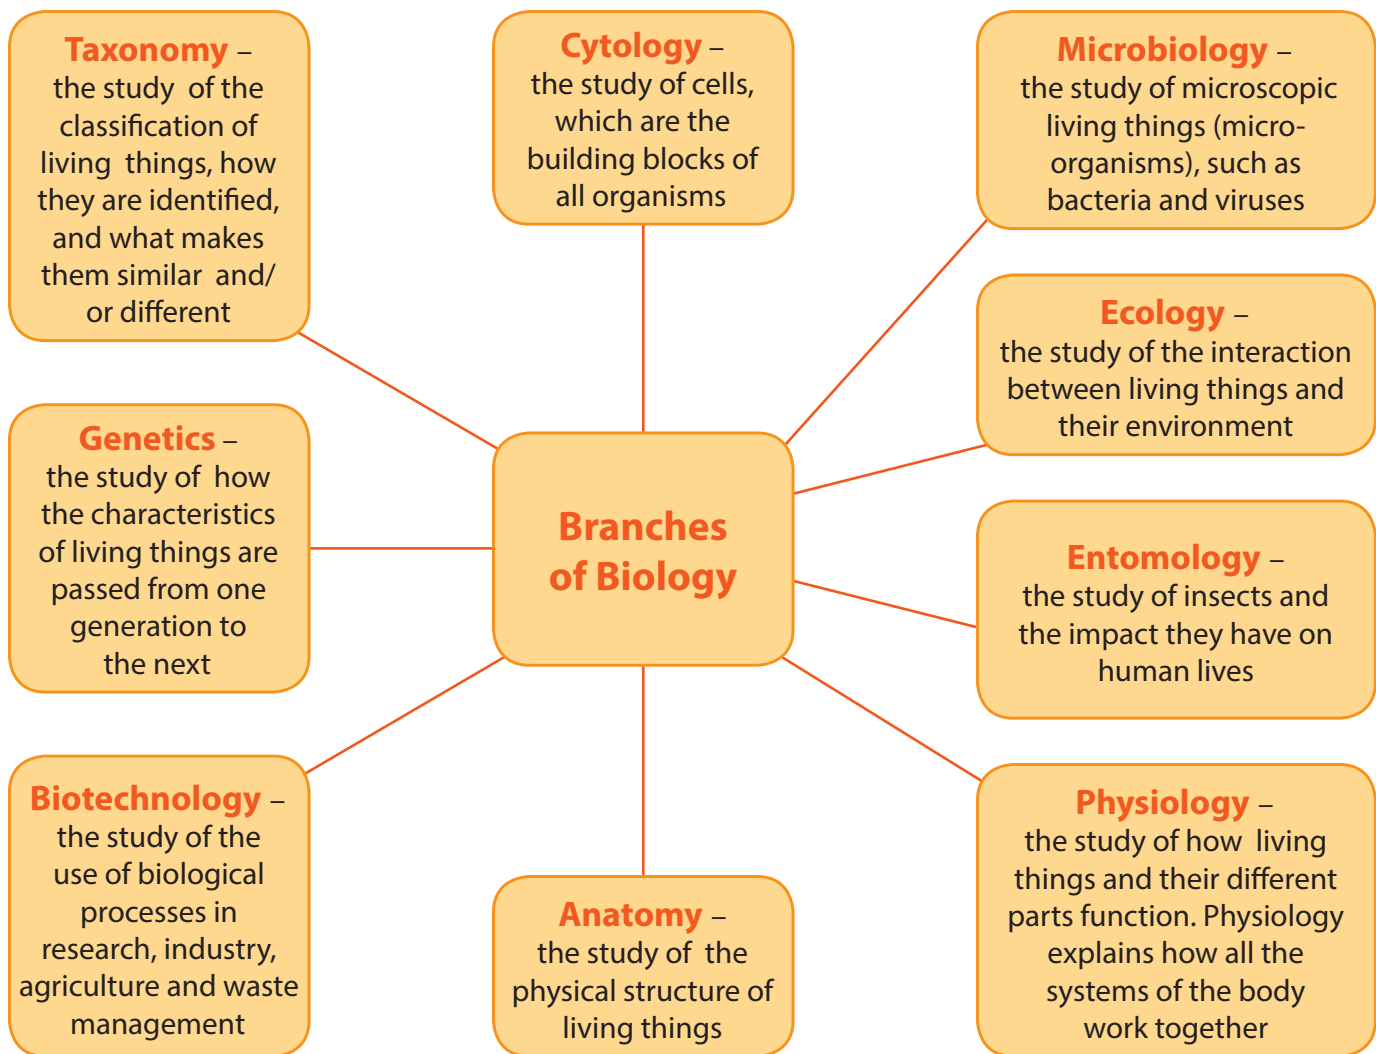 Taxonomy –
the study of the
classification of
living things, how
they are identified,
and what makes
them similar and/
or different
Cytology –
the study of cells,
which are the
building blocks of
all organisms
Microbiology –
the study of microscopic
living things (micro-
organisms), such as
bacteria and viruses
Ecology –
the study of the interaction
between living things and
their environment
Genetics –
the study of how
the characteristics
of living things are
passed from one
generation to
the next
Branches
of Biology
Entomology –
the study of insects and
the impact they have on
human lives
Biotechnology –
the study of the
use of biological
processes in
research, industry,
agriculture and waste
management
Anatomy –
the study of the
physical structure of
living things
Physiology –
the study of how living
things and their different
parts function. Physiology
explains how all the
systems of the body
work together